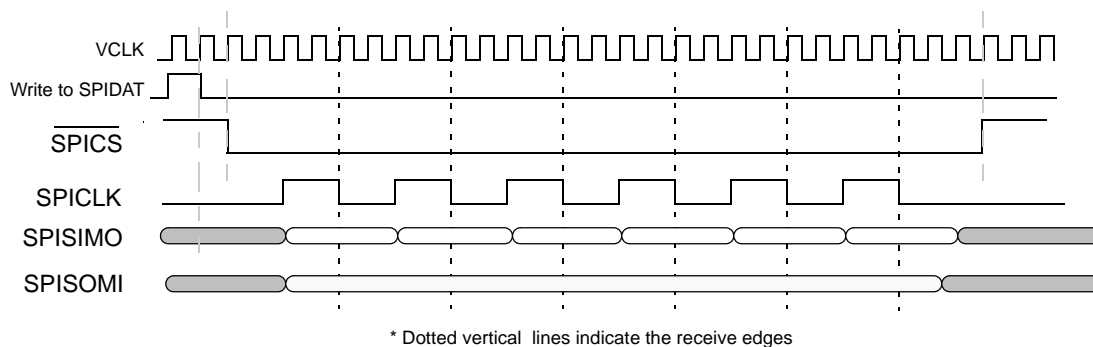 VCLK
Write to SPIDAT
SPICS
SPICLK
SPISIMO
SPISOMI
* Dotted vertical lines indicate the receive edges